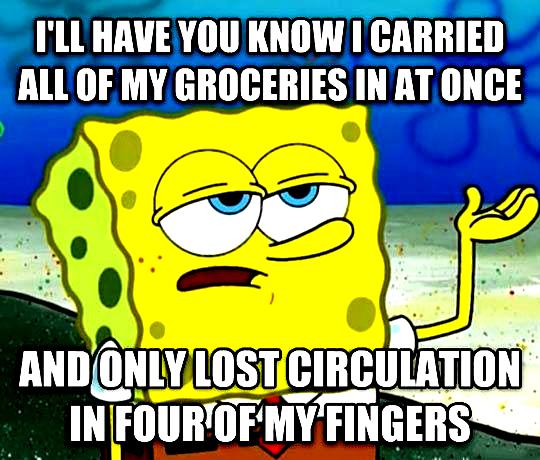 I'LL HAVE YOU KNOW I CARRIED
ALL OF MY GROCERIES IN AT ONCE
AND ONLY LOST CIRCULATION
IN FOUR OF MY FINGERS